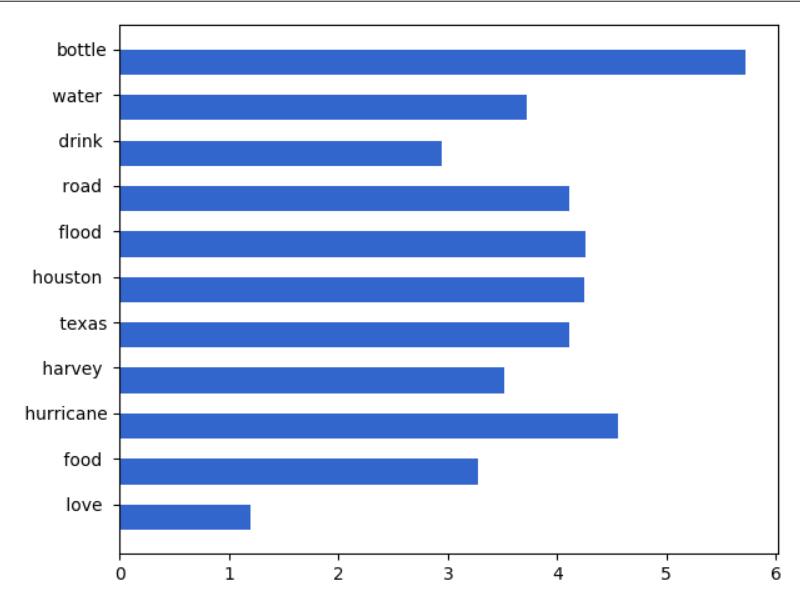 bottle
water
drink
road
flood
houston
texas
harvey
hurricane
food
love
0 1 2 3 4 5 6